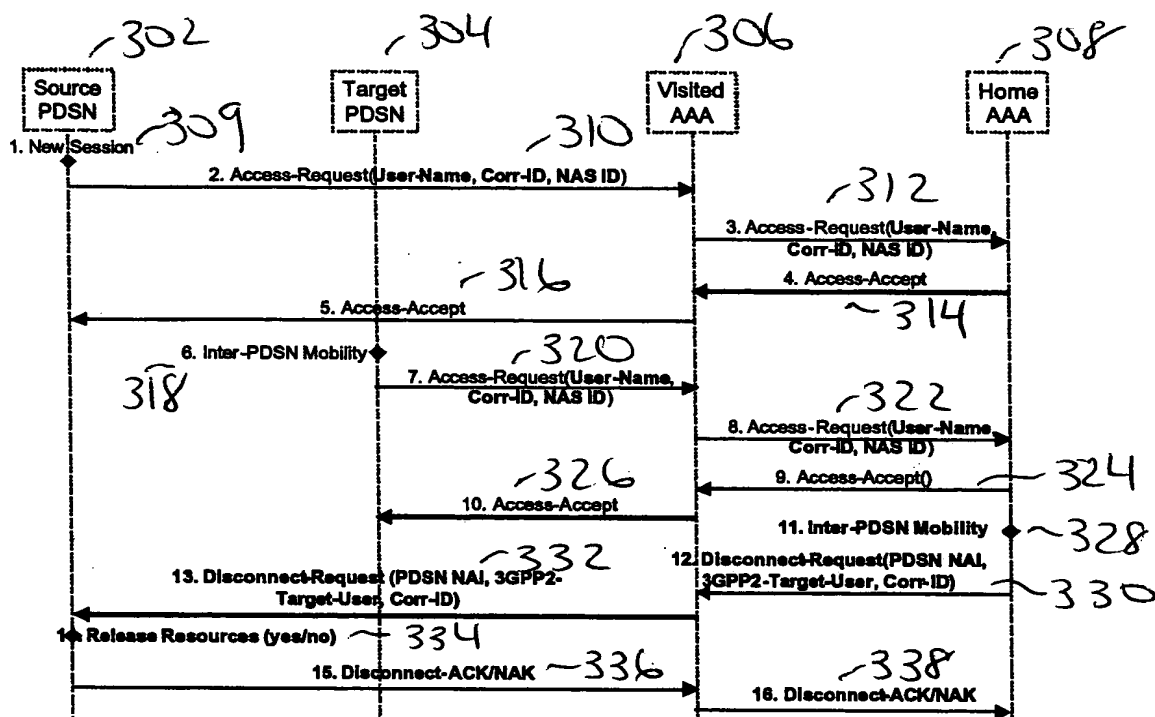 302
304
306
308
Source
PDSN
Target
PDSN
Visited
AAA
Home
AAA
309
1. New Session
310
2. Access-Request(User-Name, Corr-ID, NAS ID)
312
3. Access-Request(User-Name,
Corr-ID, NAS ID)
316
4. Access-Accept
5. Access-Accept
314
6. Inter-PDSN Mobility
320
318
7. Access-Request(User-Name,
Corr-ID, NAS ID)
322
8. Access-Request(User-Name,
Corr-ID, NAS ID)
326
9. Access-Accept()
324
10. Access-Accept
11. Inter-PDSN Mobility
328
332
12. Disconnect-Request(PDSN NAI,
3GPP2-Target-User, Corr-ID)
330
13. Disconnect-Request (PDSN NAI, 3GPP2-
Target-User, Corr-ID)
Release Resources (yes/no)
334
15. Disconnect-ACK/NAK
336
338
16. Disconnect-ACK/NAK